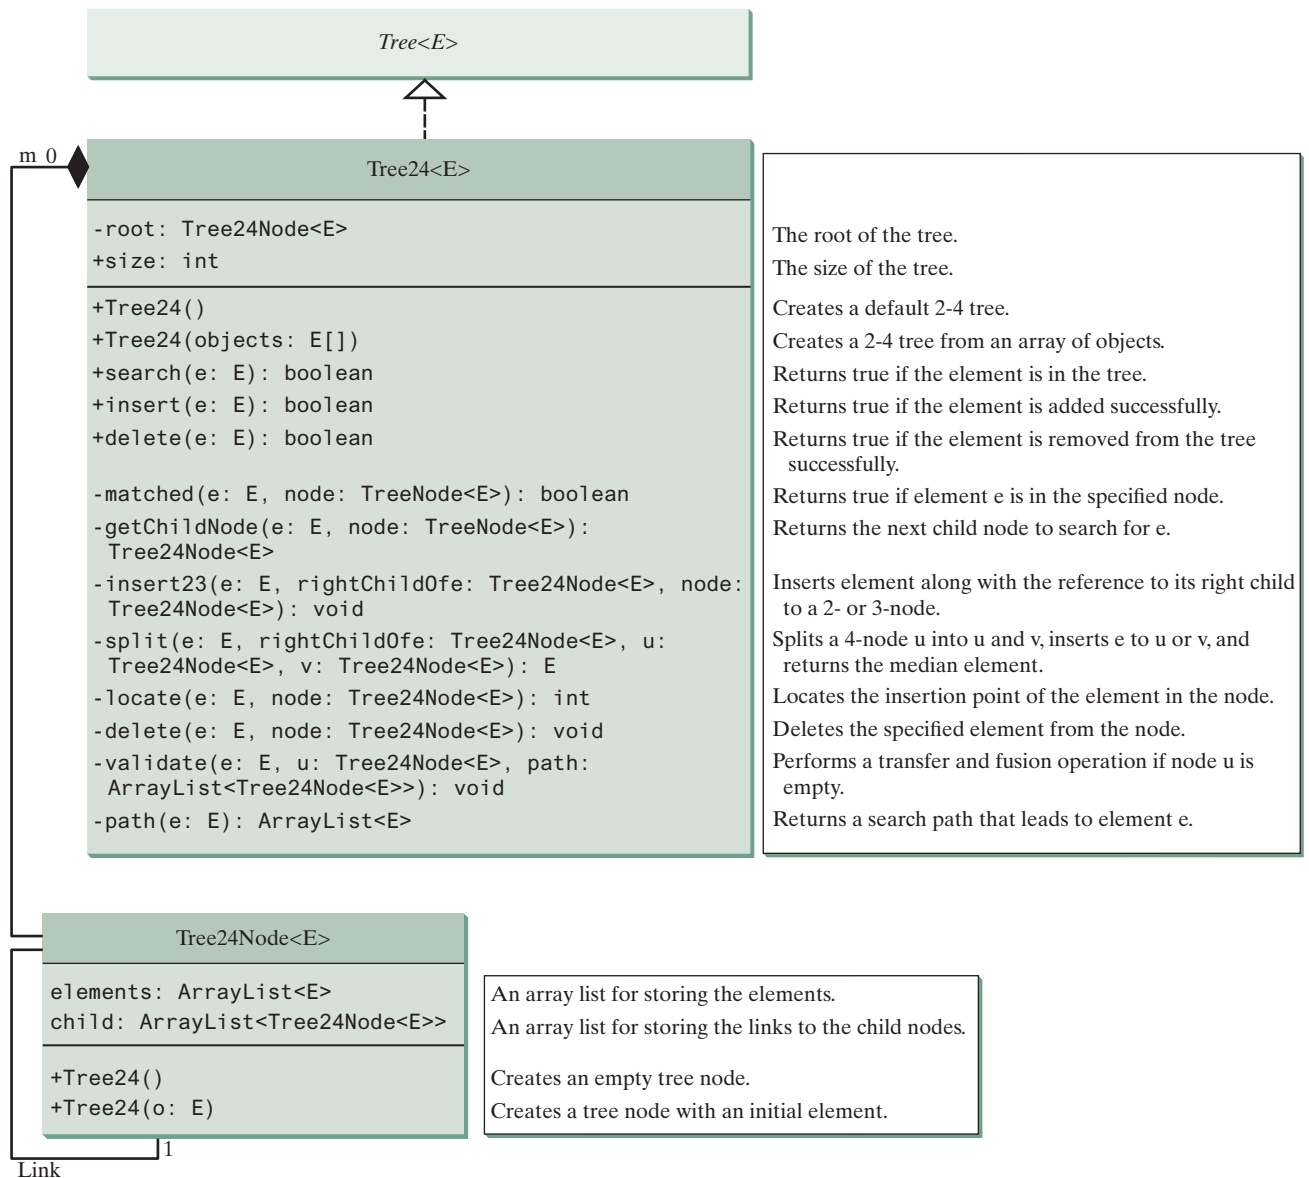 Tree<E>
m 0
Tree24<E>
-root: Tree24Node<E>
The root of the tree.
+size: int
The size of the tree.
+Tree24()
Creates a default 2-4 tree.
+Tree24(objects: E[])
Creates a 2-4 tree from an array of objects.
+search(e: E): boolean
Returns true if the element is in the tree.
+insert(e: E): boolean
Returns true if the element is added successfully.
+delete(e: E): boolean
Returns true if the element is removed from the tree
successfully.
-matched(e: E, node: TreeNode<E>): boolean
Returns true if element e is in the specified node.
-getChildNode(e: E, node: TreeNode<E>):
Tree24Node<E>
Returns the next child node to search for e.
-insert23(e: E, rightChildOfe: Tree24Node<E>, node:
Tree24Node<E>): void
Inserts element along with the reference to its right child
to a 2- or 3-node.
-split(e: E, rightChildOfe: Tree24Node<E>, u:
Tree24Node<E>, v: Tree24Node<E>): E
Splits a 4-node u into u and v, inserts e to u or v, and
returns the median element.
-locate(e: E, node: Tree24Node<E>): int
Locates the insertion point of the element in the node.
-delete(e: E, node: Tree24Node<E>): void
Deletes the specified element from the node.
-validate(e: E, u: Tree24Node<E>, path:
ArrayList<Tree24Node<E>>): void
Performs a transfer and fusion operation if node u is
empty.
-path(e: E): ArrayList<E>
Returns a search path that leads to element e.
Tree24Node<E>
elements: ArrayList<E>
An array list for storing the elements.
child: ArrayList<Tree24Node<E>>
An array list for storing the links to the child nodes.
+Tree24()
Creates an empty tree node.
+Tree24(o: E)
Creates a tree node with an initial element.
1
Link